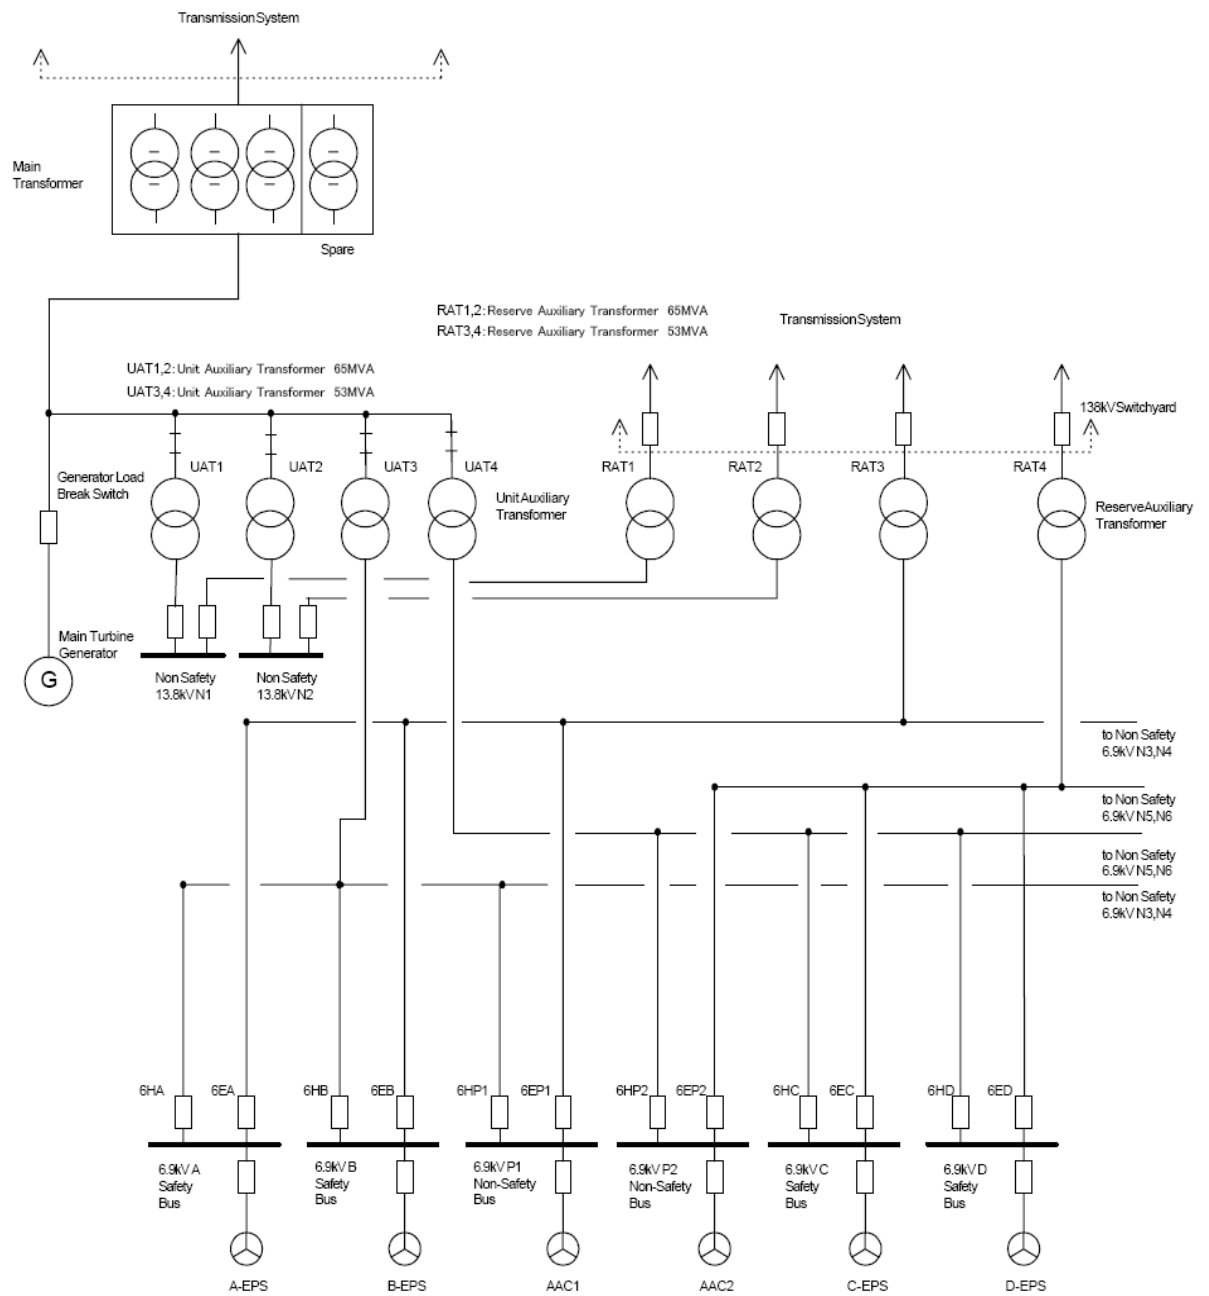 Transmission System
Main
Transformer
Spare
RAT1,2:Reserve Auxiliary Transformer 65MVA
RAT3,4:Reserve Auxiliary Transformer 53MVA
Transmission System
UAT1,2:Unit Auxiliary Transformer 65MVA
UAT3,4:Unit Auxiliary Transformer 53MVA
138kV Switchyard
UAT1
UAT2
UAT3
UAT4
RAT1
RAT2
RAT3
RAT4
Generator Load
Break Switch
Unit Auxiliary
Transformer
Reserve Auxiliary
Transformer
Main Turbine
Generator
G
Non Safety
13.8kV N1
Non Safety
13.8kV N2
to Non Safety
6.9kV N3,N4
to Non Safety
6.9kV N5,N6
to Non Safety
6.9kV N5,N6
to Non Safety
6.9kV N3,N4
6HA
6EA
6HB
6EB
6HP1
6EP1
6HP2
6EP2
6HC
6EC
6HD
6ED
6.9kV A
Safety
Bus
6.9kV B
Safety
Bus
6.9kV P1
Non-Safety
Bus
6.9kV P2
Non-Safety
Bus
6.9kV C
Safety
Bus
6.9kV D
Safety
Bus
A-EPS
B-EPS
AAC1
AAC2
C-EPS
D-EPS